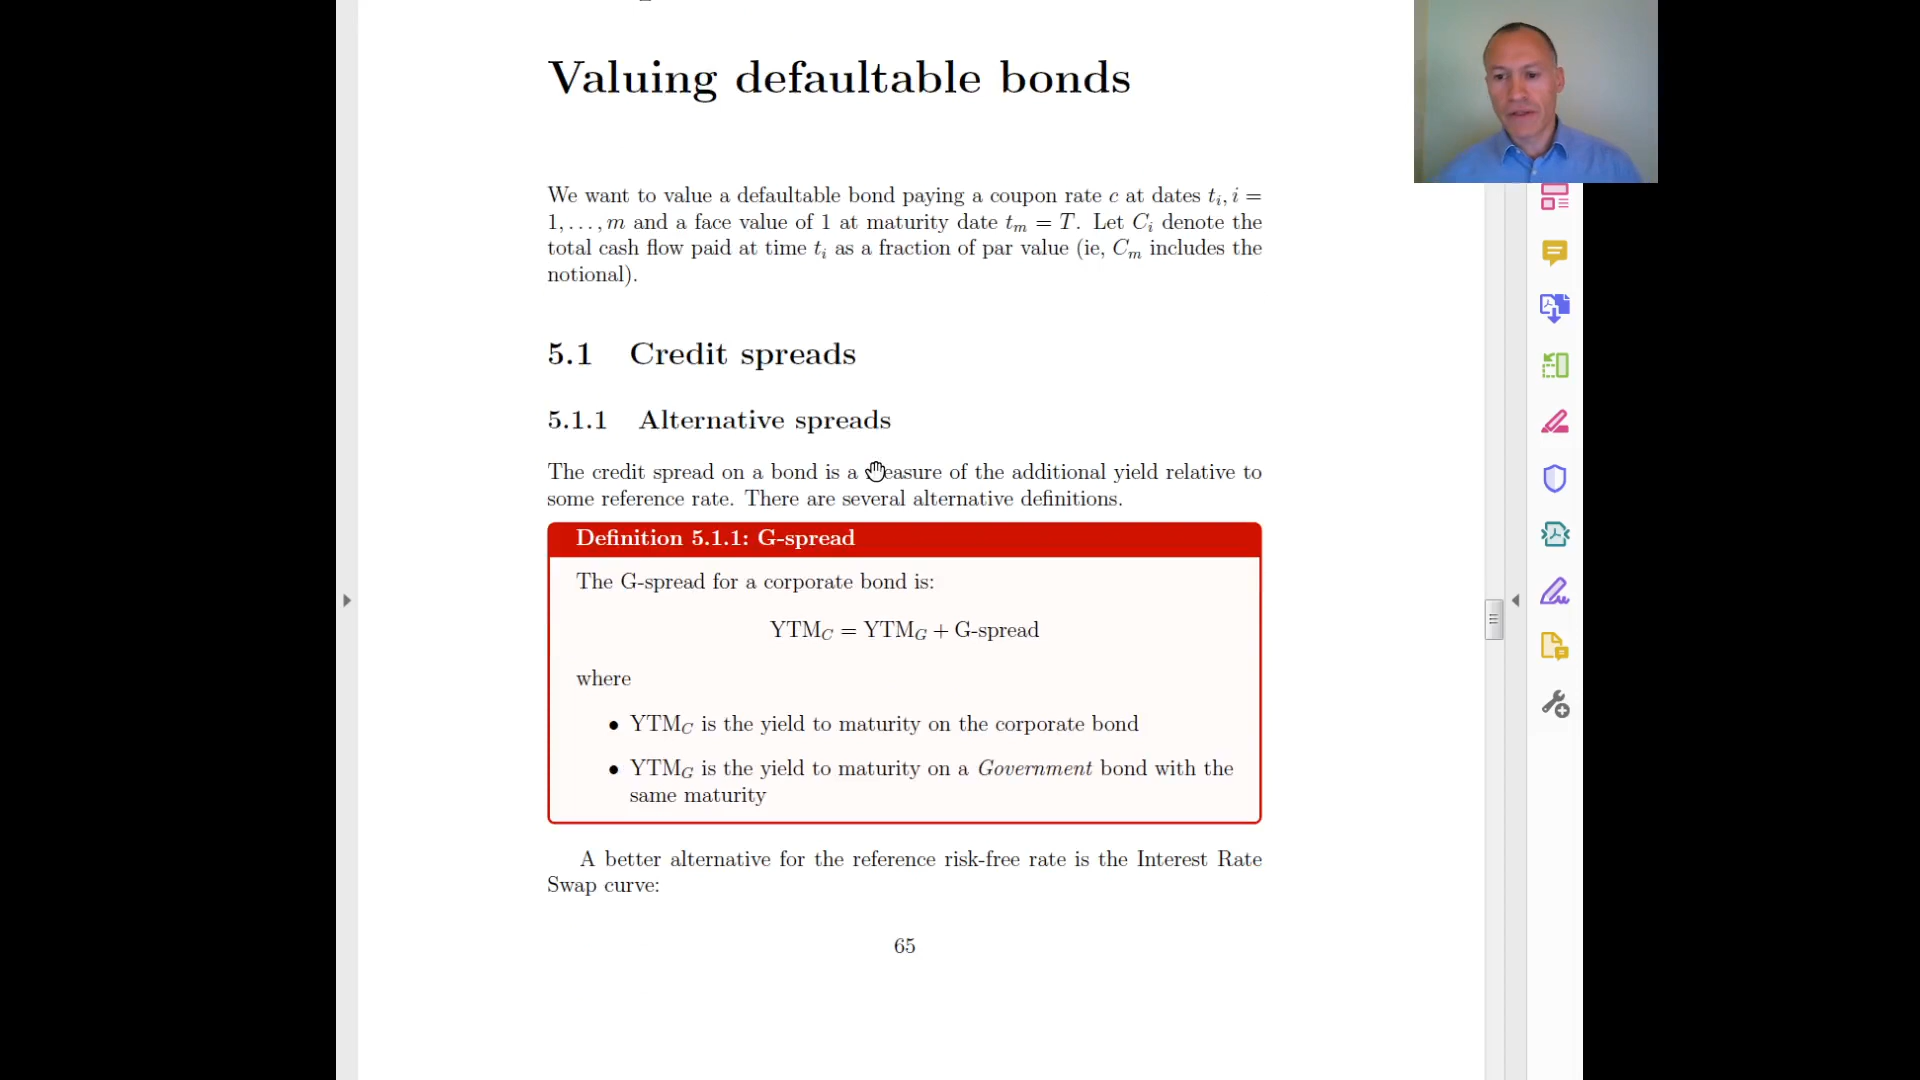 Valuing defaultable bonds
We want to value a defaultable bond paying a coupon rate c at dates tᵢ, i =
1, . . . , m and a face value of 1 at maturity date tₘ = T. Let Cᵢ denote the
total cash flow paid at time tᵢ as a fraction of par value (ie, Cₘ includes the
notional).
5.1 Credit spreads
5.1.1 Alternative spreads
The credit spread on a bond is a measure of the additional yield relative to
some reference rate. There are several alternative definitions.
Definition 5.1.1: G-spread
The G-spread for a corporate bond is:
YTM_C = YTM_G + G-spread
where
• YTM_C is the yield to maturity on the corporate bond
• YTM_G is the yield to maturity on a Government bond with the
same maturity
A better alternative for the reference risk-free rate is the Interest Rate
Swap curve:
65